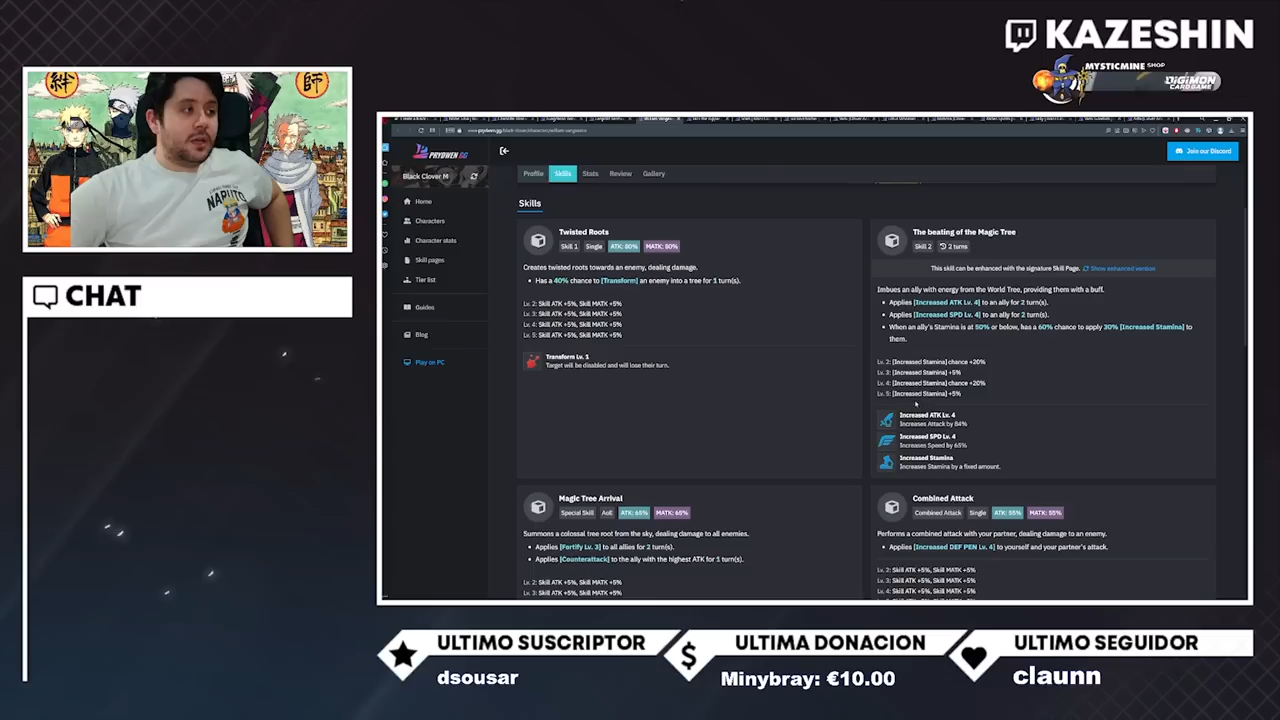 KAZESHIN
MYSTICMINE SHOP
DIGIMON
CARD GAME
絆
師
NARUTO
CHAT
PRYDWEN.GG
Join our Discord
Black Clover M
Home
Characters
Character stats
Skill pages
Tier list
Guides
Blog
Play on PC
Profile
Skills
Stats
Review
Gallery
Skills
Twisted Roots
Skill 1
Single
ATK: 80%
MATK: 80%
Creates twisted roots towards an enemy, dealing damage.
Has a 40% chance to [Transform] an enemy into a tree for 1 turn(s).
Lv. 2: Skill ATK +5%, Skill MATK +5%
Lv. 3: Skill ATK +5%, Skill MATK +5%
Lv. 4: Skill ATK +5%, Skill MATK +5%
Lv. 5: Skill ATK +5%, Skill MATK +5%
Transform Lv. 1
Target will be disabled and will lose their turn.
The beating of the Magic Tree
Skill 2
2 turns
This skill can be enhanced with the signature Skill Page. Show enhanced version
Imbues an ally with energy from the World Tree, providing them with a buff.
Applies [Increased ATK Lv. 4] to an ally for 2 turn(s).
Applies [Increased SPD Lv. 4] to an ally for 2 turn(s).
When an ally's Stamina is at 50% or below, has a 60% chance to apply 30% [Increased Stamina] to
them.
Lv. 2: [Increased Stamina] chance +20%
Lv. 3: [Increased Stamina] +5%
Lv. 4: [Increased Stamina] chance +20%
Lv. 5: [Increased Stamina] +5%
Increased ATK Lv. 4
Increases Attack by 84%
Increased SPD Lv. 4
Increases Speed by 65%
Increased Stamina
Increases Stamina by a fixed amount.
Magic Tree Arrival
Special Skill
AoE
ATK: 65%
MATK: 65%
Summons a colossal tree root from the sky, dealing damage to all enemies.
Applies [Fortify Lv. 3] to all allies for 2 turn(s).
Applies [Counterattack] to the ally with the highest ATK for 1 turn(s).
Lv. 2: Skill ATK +5%, Skill MATK +5%
Lv. 3: Skill ATK +5%, Skill MATK +5%
Combined Attack
Combined Attack
Single
ATK: 55%
MATK: 55%
Performs a combined attack with your partner, dealing damage to an enemy.
Applies [Increased DEF PEN Lv. 4] to yourself and your partner's attack.
Lv. 2: Skill ATK +5%, Skill MATK +5%
Lv. 3: Skill ATK +5%, Skill MATK +5%
Lv. 4: Skill ATK +5%, Skill MATK +5%
ULTIMO SUSCRIPTOR
dsousar
ULTIMA DONACION
Minybray: €10.00
ULTIMO SEGUIDOR
claunn